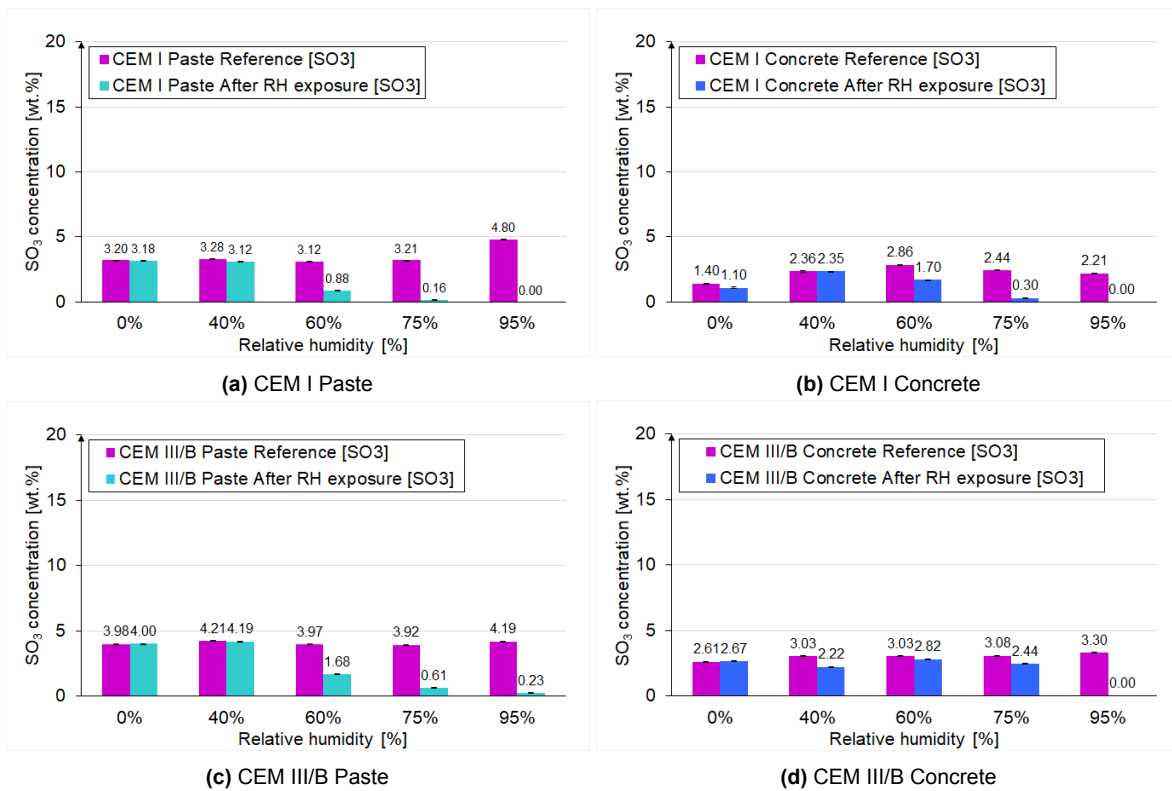 20
15
10
5
0
SO3 concentration [wt.%]
CEM I Paste Reference [SO3]
CEM I Paste After RH exposure [SO3]
3.20 3.18 3.28 3.12 3.12 0.88 3.21 0.16 4.80 0.00
0% 40% 60% 75% 95%
Relative humidity [%]
(a) CEM I Paste
20
15
10
5
0
SO3 concentration [wt.%]
CEM I Concrete Reference [SO3]
CEM I Concrete After RH exposure [SO3]
1.40 1.10 2.36 2.35 2.86 1.70 2.44 0.30 2.21 0.00
0% 40% 60% 75% 95%
Relative humidity [%]
(b) CEM I Concrete
20
15
10
5
0
SO3 concentration [wt.%]
CEM III/B Paste Reference [SO3]
CEM III/B Paste After RH exposure [SO3]
3.98 4.00 4.21 4.19 3.97 1.68 3.92 0.61 4.19 0.23
0% 40% 60% 75% 95%
Relative humidity [%]
(c) CEM III/B Paste
20
15
10
5
0
SO3 concentration [wt.%]
CEM III/B Concrete Reference [SO3]
CEM III/B Concrete After RH exposure [SO3]
2.61 2.67 3.03 2.22 3.03 2.82 3.08 2.44 3.30 0.00
0% 40% 60% 75% 95%
Relative humidity [%]
(d) CEM III/B Concrete